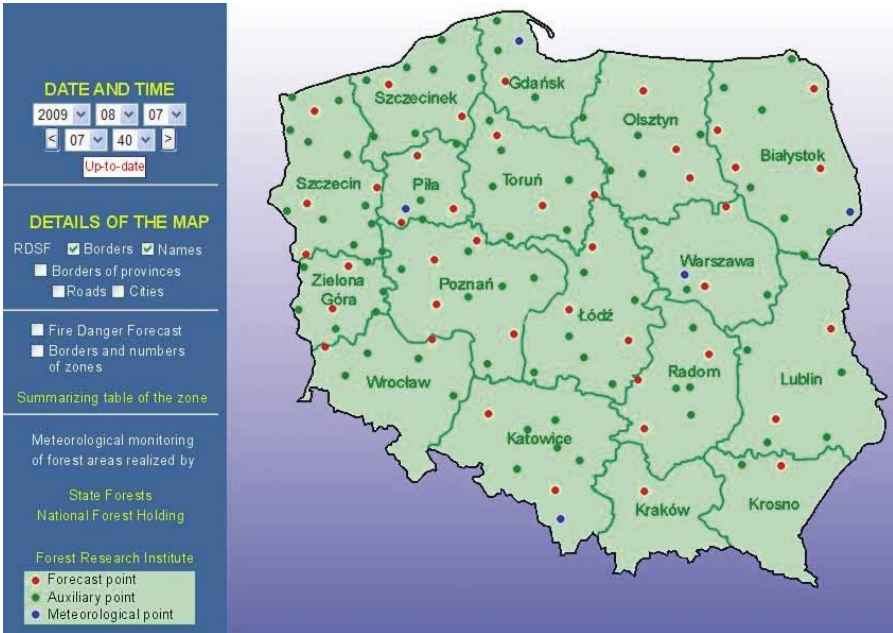 DATE AND TIME
2009 08 07
< 07 40 >
Up-to-date
DETAILS OF THE MAP
RDSF Borders Names
Borders of provinces
Roads Cities
Fire Danger Forecast
Borders and numbers
of zones
Summarizing table of the zone
Meteorological monitoring
of forest areas realized by
State Forests
National Forest Holding
Forest Research Institute
Forecast point
Auxiliary point
Meteorological point
Gdańsk
Szczecinek
Olsztyn
Białystok
Szczecin
Piła
Toruń
Warszawa
Zielona
Góra
Poznań
Łódź
Wrocław
Radom
Lublin
Katowice
Kraków
Krosno